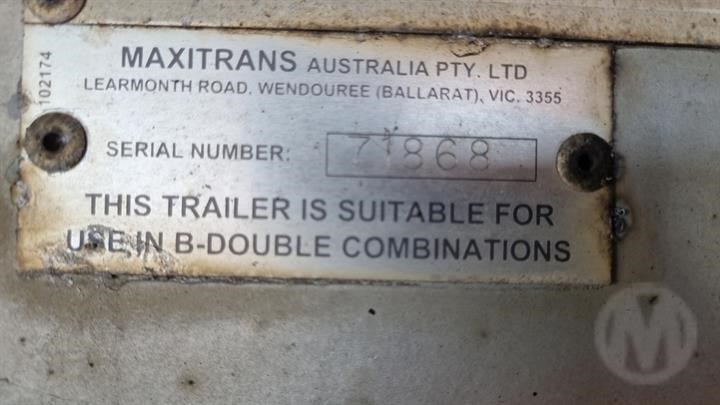 102174
MAXITRANS AUSTRALIA PTY. LTD
LEARMONTH ROAD, WENDOUREE (BALLARAT), VIC. 3355
SERIAL NUMBER: 71868
THIS TRAILER IS SUITABLE FOR
USE IN B-DOUBLE COMBINATIONS
M